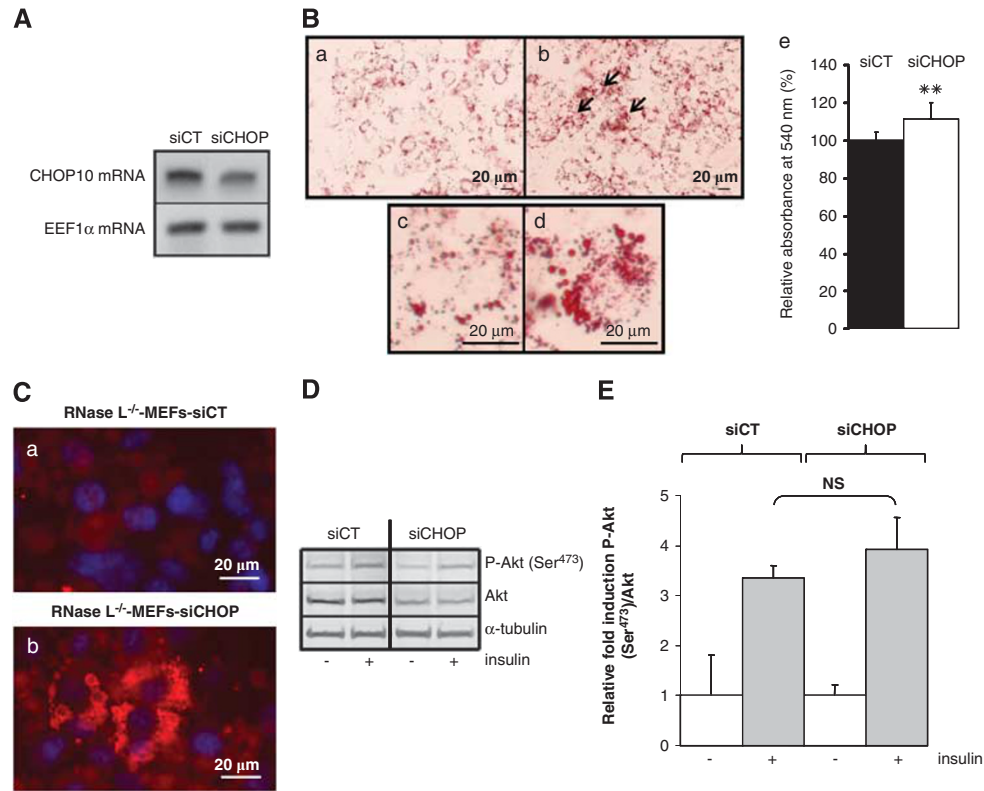 A
siCT siCHOP
CHOP10 mRNA
EEF1α mRNA
B
a
20 µm
b
20 µm
c
20 µm
d
20 µm
e
siCT siCHOP
**
Relative absorbance at 540 nm (%)
140
120
100
80
60
40
20
0
C
RNase L-/--MEFs-siCT
a
20 µm
RNase L-/--MEFs-siCHOP
b
20 µm
D
siCT siCHOP
P-Akt (Ser473)
Akt
α-tubulin
- + - + insulin
E
siCT siCHOP
NS
Relative fold induction P-Akt
(Ser473)/Akt
5
4
3
2
1
0
- + - + insulin